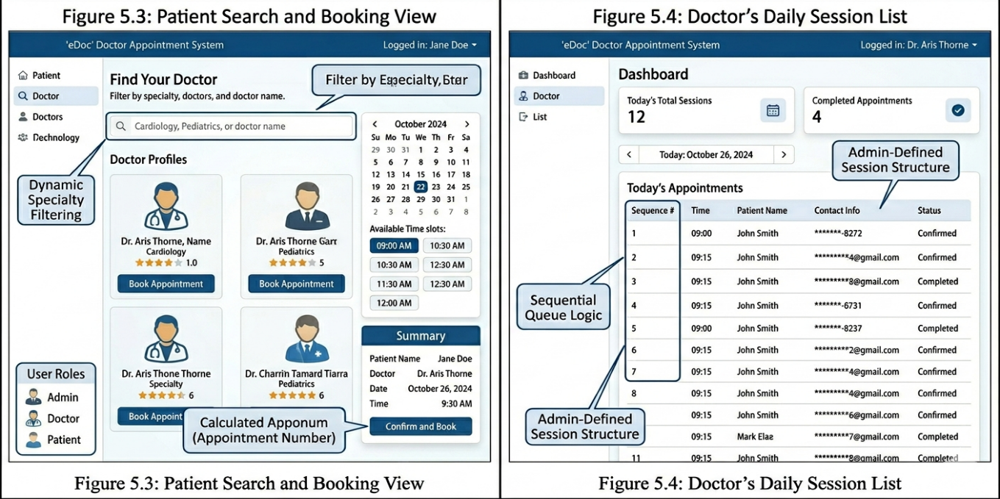 Figure 5.3: Patient Search and Booking View
'eDoc' Doctor Appointment System
Logged in: Jane Doe
Patient
Doctor
Doctors
Dechnology
Find Your Doctor
Filter by specialty, doctors, and doctor name.
Filter by Especialty,
Cardiology, Pediatrics, or doctor name
Dynamic
Specialty
Filtering
Doctor Profiles
Dr. Aris Thorne, Name
Cardiology
1.0
Book Appointment
Dr. Aris Thorne Gart
Pediatrics
5
Book Appointment
Dr. Aris Thone Thorne
Specialty
6
Book Appoint
Dr. Charrin Tamard Tiarra
Pediatrics
6
October 2024
Su Mo Tu We Th Fr Sa
29 30 31 1 2 3 4
5 6 7 8 9 10 11
12 13 14 15 16 17 18
19 20 21 22 23 24 25
26 27 28 29 30 31 1
2 3 4 5 6 7 8
Available Time slots:
09:00 AM 10:30 AM
10:30 AM 12:30 AM
11:30 AM 12:30 AM
12:00 AM
Summary
Patient Name Jane Doe
Doctor Dr. Aris Thorne
Date October 26, 2024
Time 9:30 AM
Confirm and Book
Calculated Apponum
(Appointment Number)
User Roles
Admin
Doctor
Patient
Figure 5.3: Patient Search and Booking View
Figure 5.4: Doctor's Daily Session List
'eDoc' Doctor Appointment System
Logged in: Dr. Aris Thorne
Dashboard
Doctor
List
Dashboard
Today's Total Sessions
12
Completed Appointments
4
Today: October 26, 2024
Admin-Defined
Session Structure
Today's Appointments
Sequence # Time Patient Name Contact Info Status
1 09:00 John Smith *******-8272 Confirmed
2 09:15 John Smith *********4@gmail.com Confirmed
3 09:15 John Smith *********8@gmail.com Completed
4 09:15 John Smith *******-6731 Confirmed
5 09:00 John Smith *******-8237 Completed
6 09:15 John Smith *********2@gmail.com Confirmed
7 09:15 John Smith *********4@gmail.com Confirmed
8 09:15 John Smith *********4@gmail.com Confirmed
09:15 John Smith *********6@gmail.com Confirmed
09:15 Mark Elae *********7@gmail.com Completed
11 09:15 John Smith *********8@gmail.com Completed
Sequential
Queue Logic
Admin-Defined
Session Structure
Figure 5.4: Doctor's Daily Session List